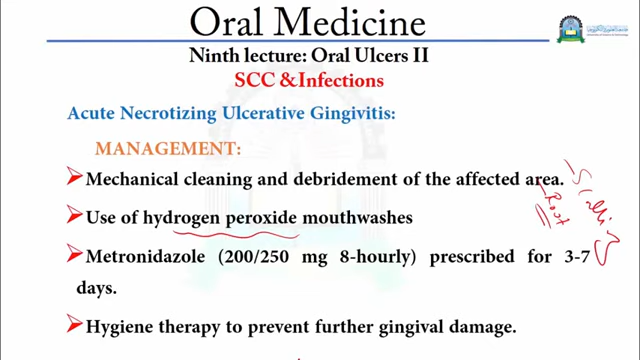 Oral Medicine
Ninth lecture: Oral Ulcers II
SCC &Infections
Acute Necrotizing Ulcerative Gingivitis:
MANAGEMENT:
Mechanical cleaning and debridement of the affected area.
Use of hydrogen peroxide mouthwashes
Metronidazole (200/250 mg 8-hourly) prescribed for 3-7
days.
Hygiene therapy to prevent further gingival damage.
Root